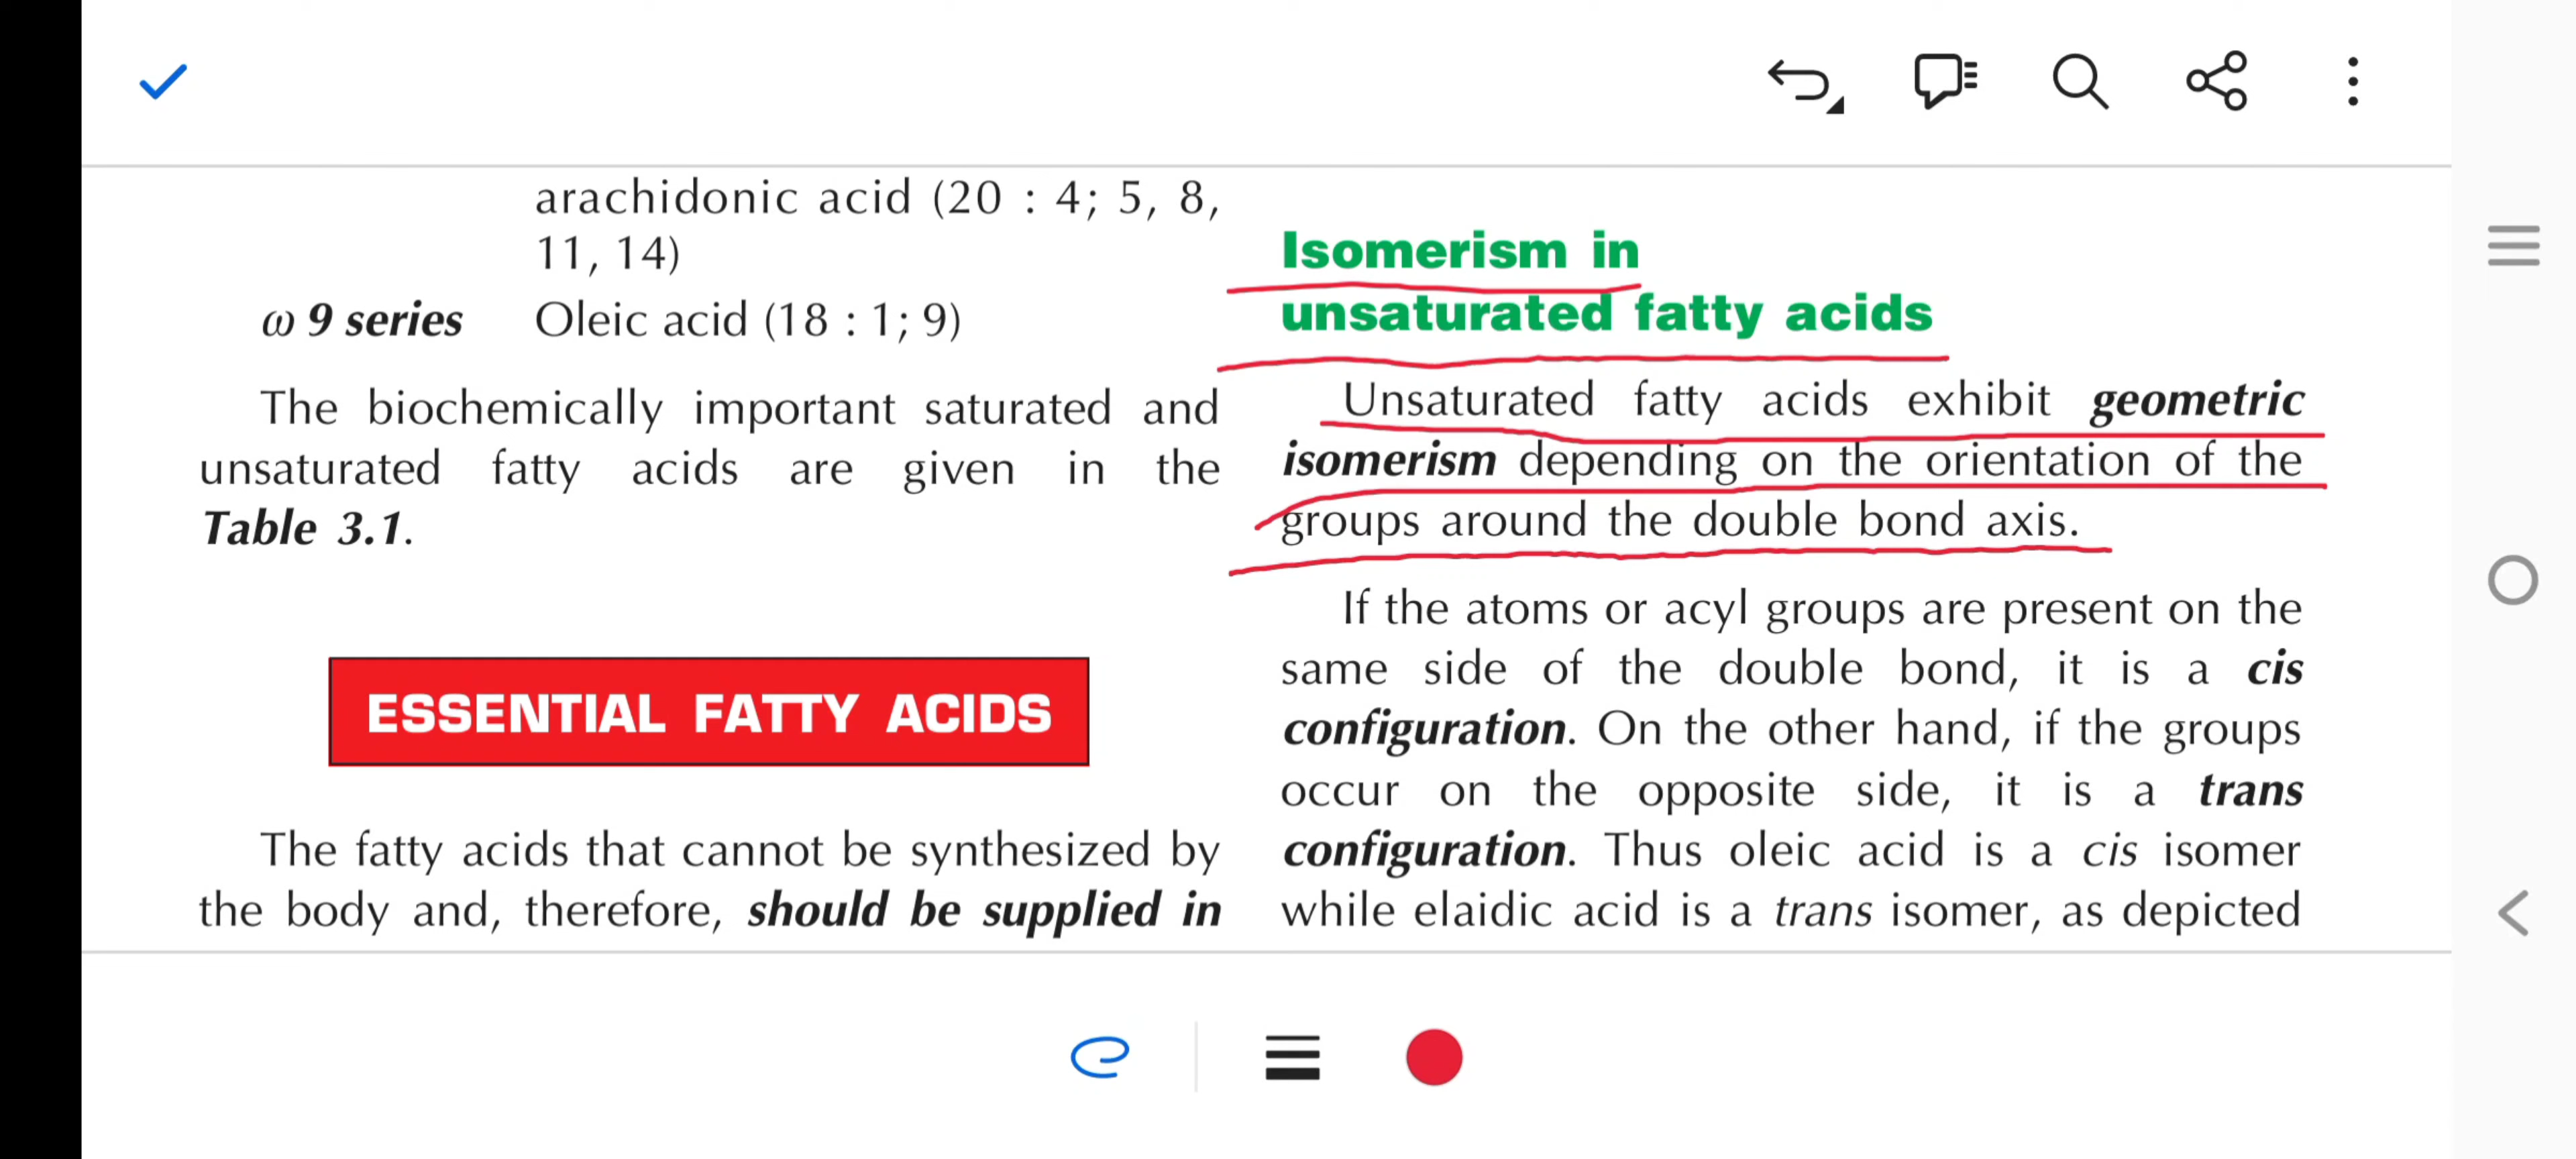 arachidonic acid (20 : 4; 5, 8,
11, 14)
ω 9 series Oleic acid (18 : 1; 9)
The biochemically important saturated and
unsaturated fatty acids are given in the
Table 3.1.
ESSENTIAL FATTY ACIDS
The fatty acids that cannot be synthesized by
the body and, therefore, should be supplied in
Isomerism in
unsaturated fatty acids
Unsaturated fatty acids exhibit geometric
isomerism depending on the orientation of the
groups around the double bond axis.
If the atoms or acyl groups are present on the
same side of the double bond, it is a cis
configuration. On the other hand, if the groups
occur on the opposite side, it is a trans
configuration. Thus oleic acid is a cis isomer
while elaidic acid is a trans isomer, as depicted